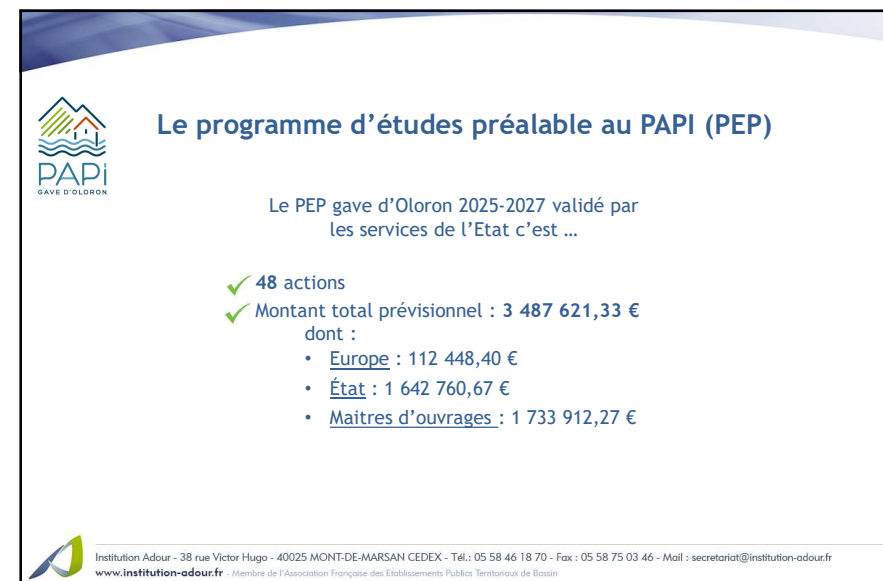 PAPi
GAVE D'OLORON
Le programme d'études préalable au PAPI (PEP)
Le PEP gave d'Oloron 2025-2027 validé par
les services de l'Etat c'est …
48 actions
Montant total prévisionnel : 3 487 621,33 €
dont :
• Europe : 112 448,40 €
• État : 1 642 760,67 €
• Maitres d'ouvrages : 1 733 912,27 €
Institution Adour - 38 rue Victor Hugo - 40025 MONT-DE-MARSAN CEDEX - Tél.: 05 58 46 18 70 - Fax : 05 58 75 03 46 - Mail : secretariat@institution-adour.fr
www.institution-adour.fr - Membre de l'Association Française des Etablissements Publics Territoriaux de Bassin